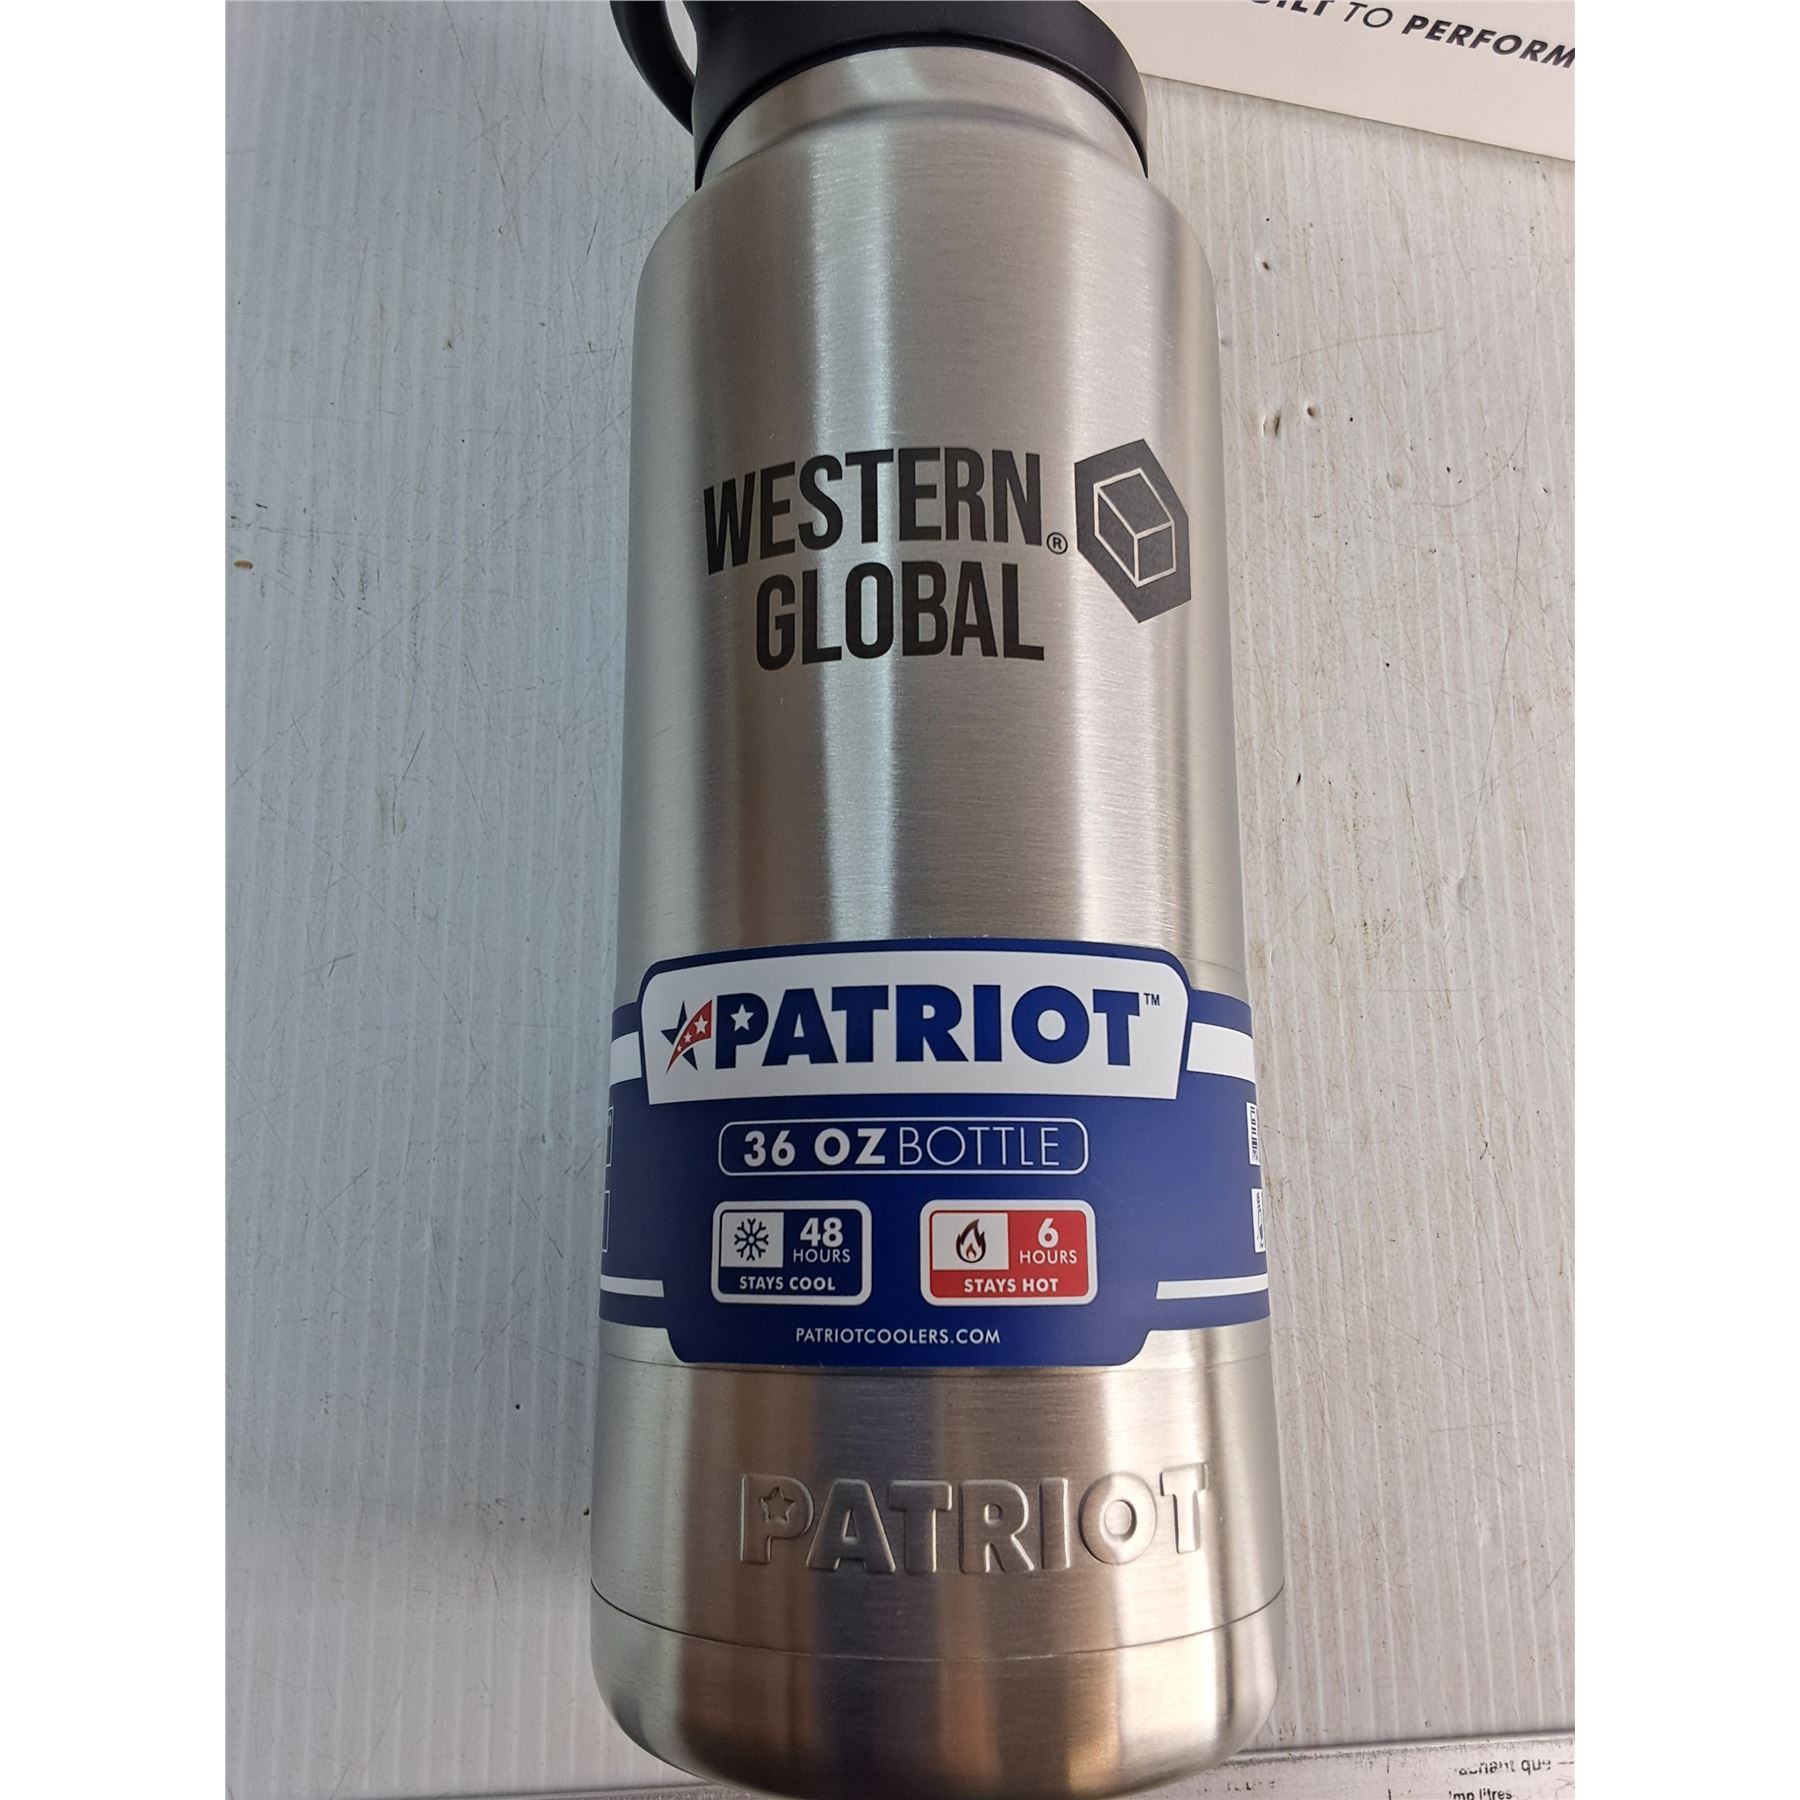 TO PERFORM
WESTERN®
GLOBAL
PATRIOT™
36 OZ BOTTLE
48
HOURS
STAYS COOL
6
HOURS
STAYS HOT
PATRIOTCOOLERS.COM
PATRIOT
que